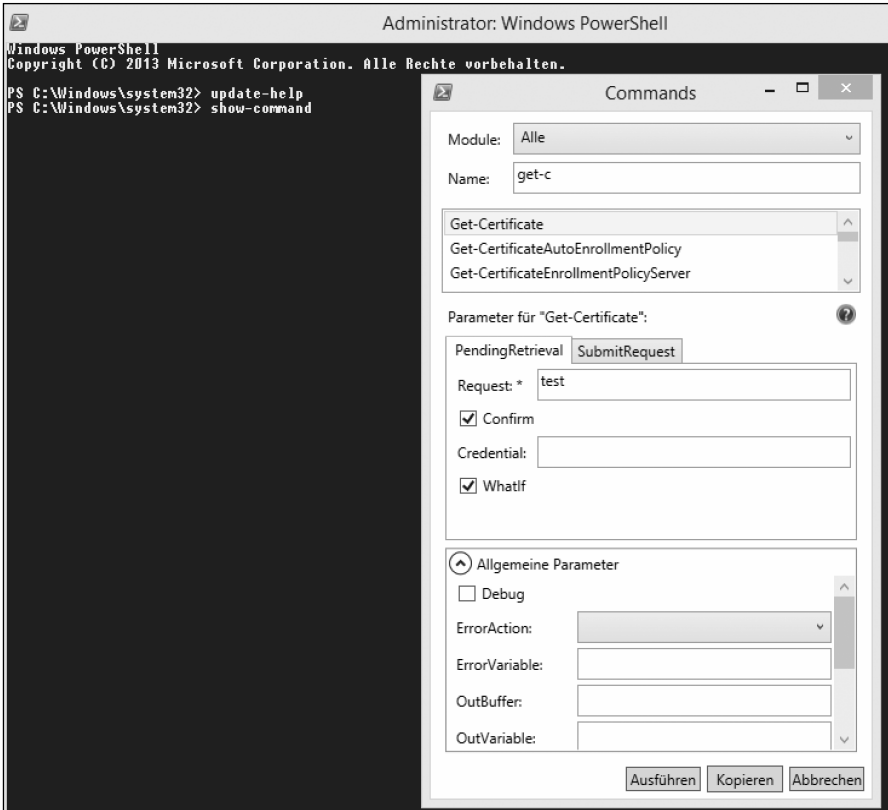 Administrator: Windows PowerShell
Windows PowerShell
Copyright (C) 2013 Microsoft Corporation. Alle Rechte vorbehalten.
PS C:\Windows\system32> update-help
PS C:\Windows\system32> show-command
Commands
Module: Alle
Name: get-c
Get-Certificate
Get-CertificateAutoEnrollmentPolicy
Get-CertificateEnrollmentPolicyServer
Parameter für "Get-Certificate":
PendingRetrieval SubmitRequest
Request: * test
Confirm
Credential:
WhatIf
Allgemeine Parameter
Debug
ErrorAction:
ErrorVariable:
OutBuffer:
OutVariable:
Ausführen Kopieren Abbrechen